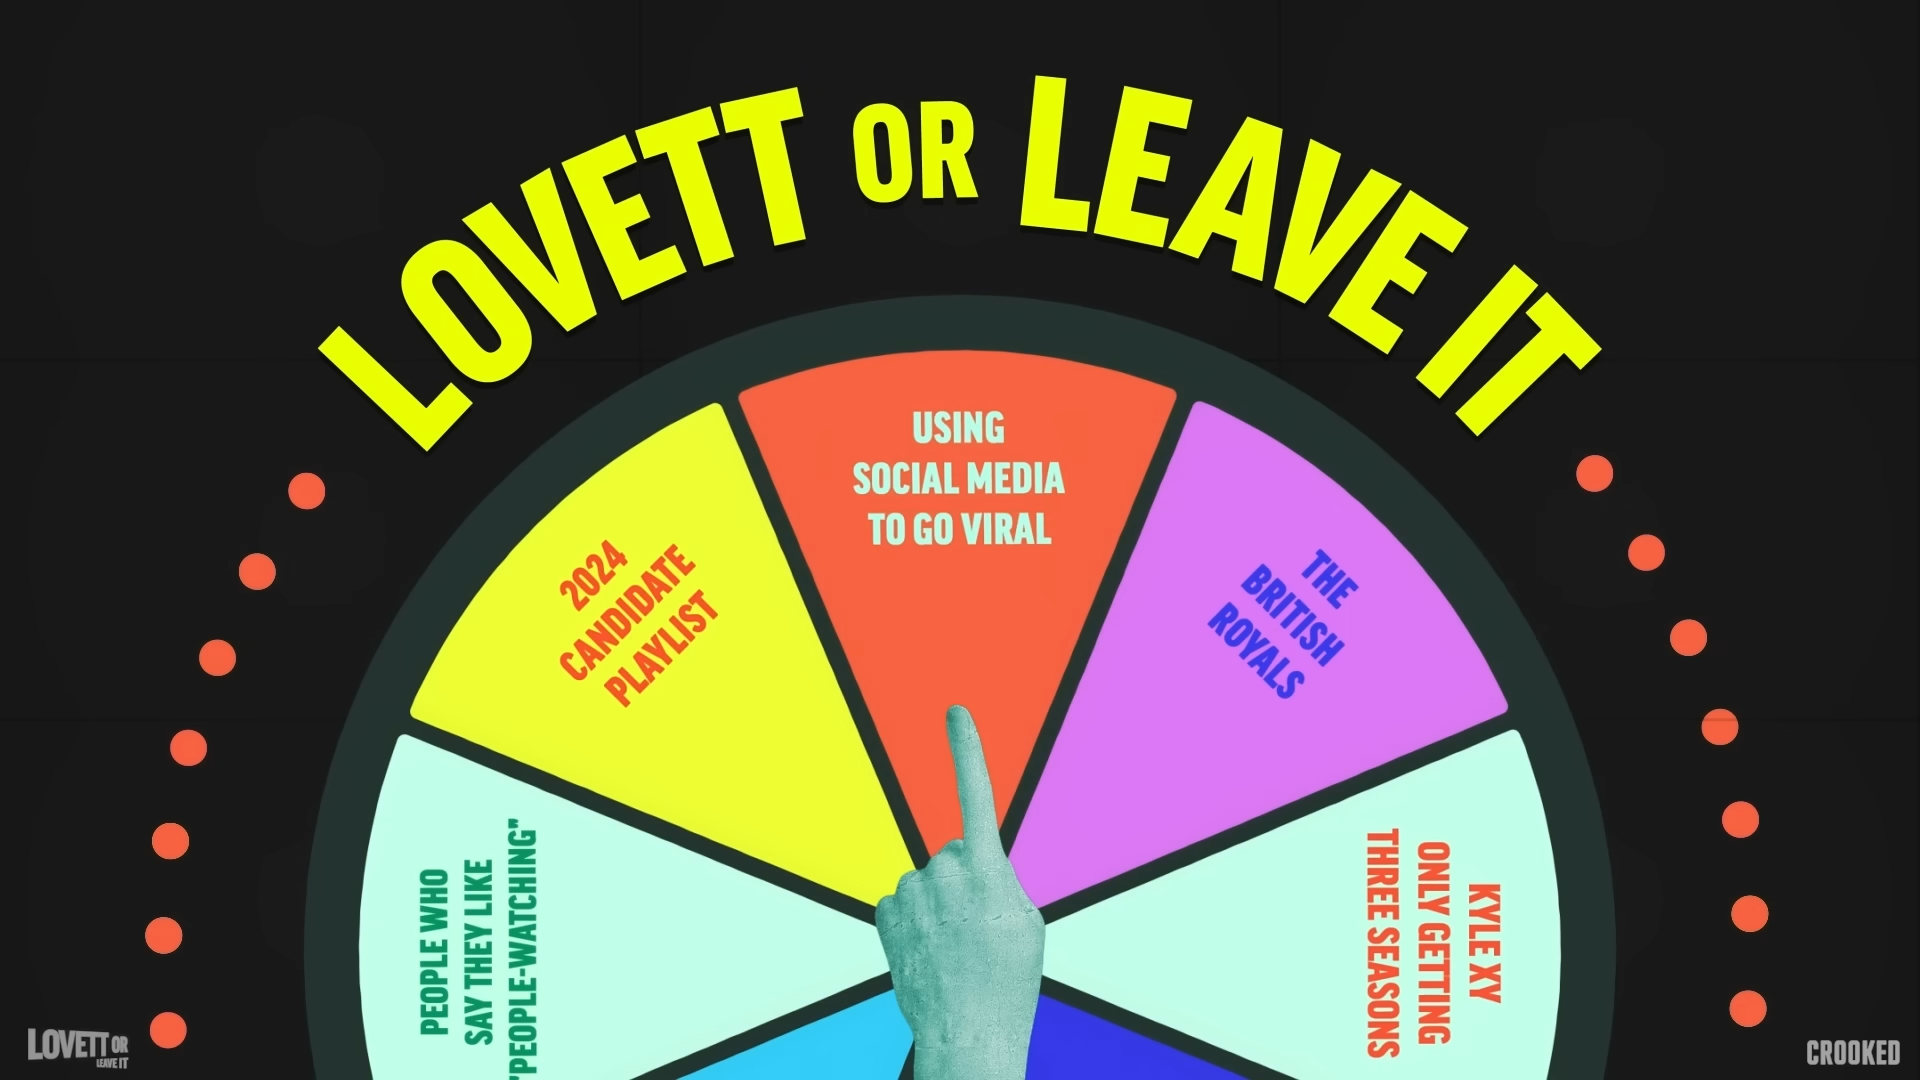 LOVETT OR LEAVE IT
USING
SOCIAL MEDIA
TO GO VIRAL
2024
CANDIDATE
PLAYLIST
THE
BRITISH
ROYALS
PEOPLE WHO
SAY THEY LIKE
"PEOPLE-WATCHING"
KYLE XY
ONLY GETTING
THREE SEASONS
LOVETT OR
LEAVE IT
CROOKED